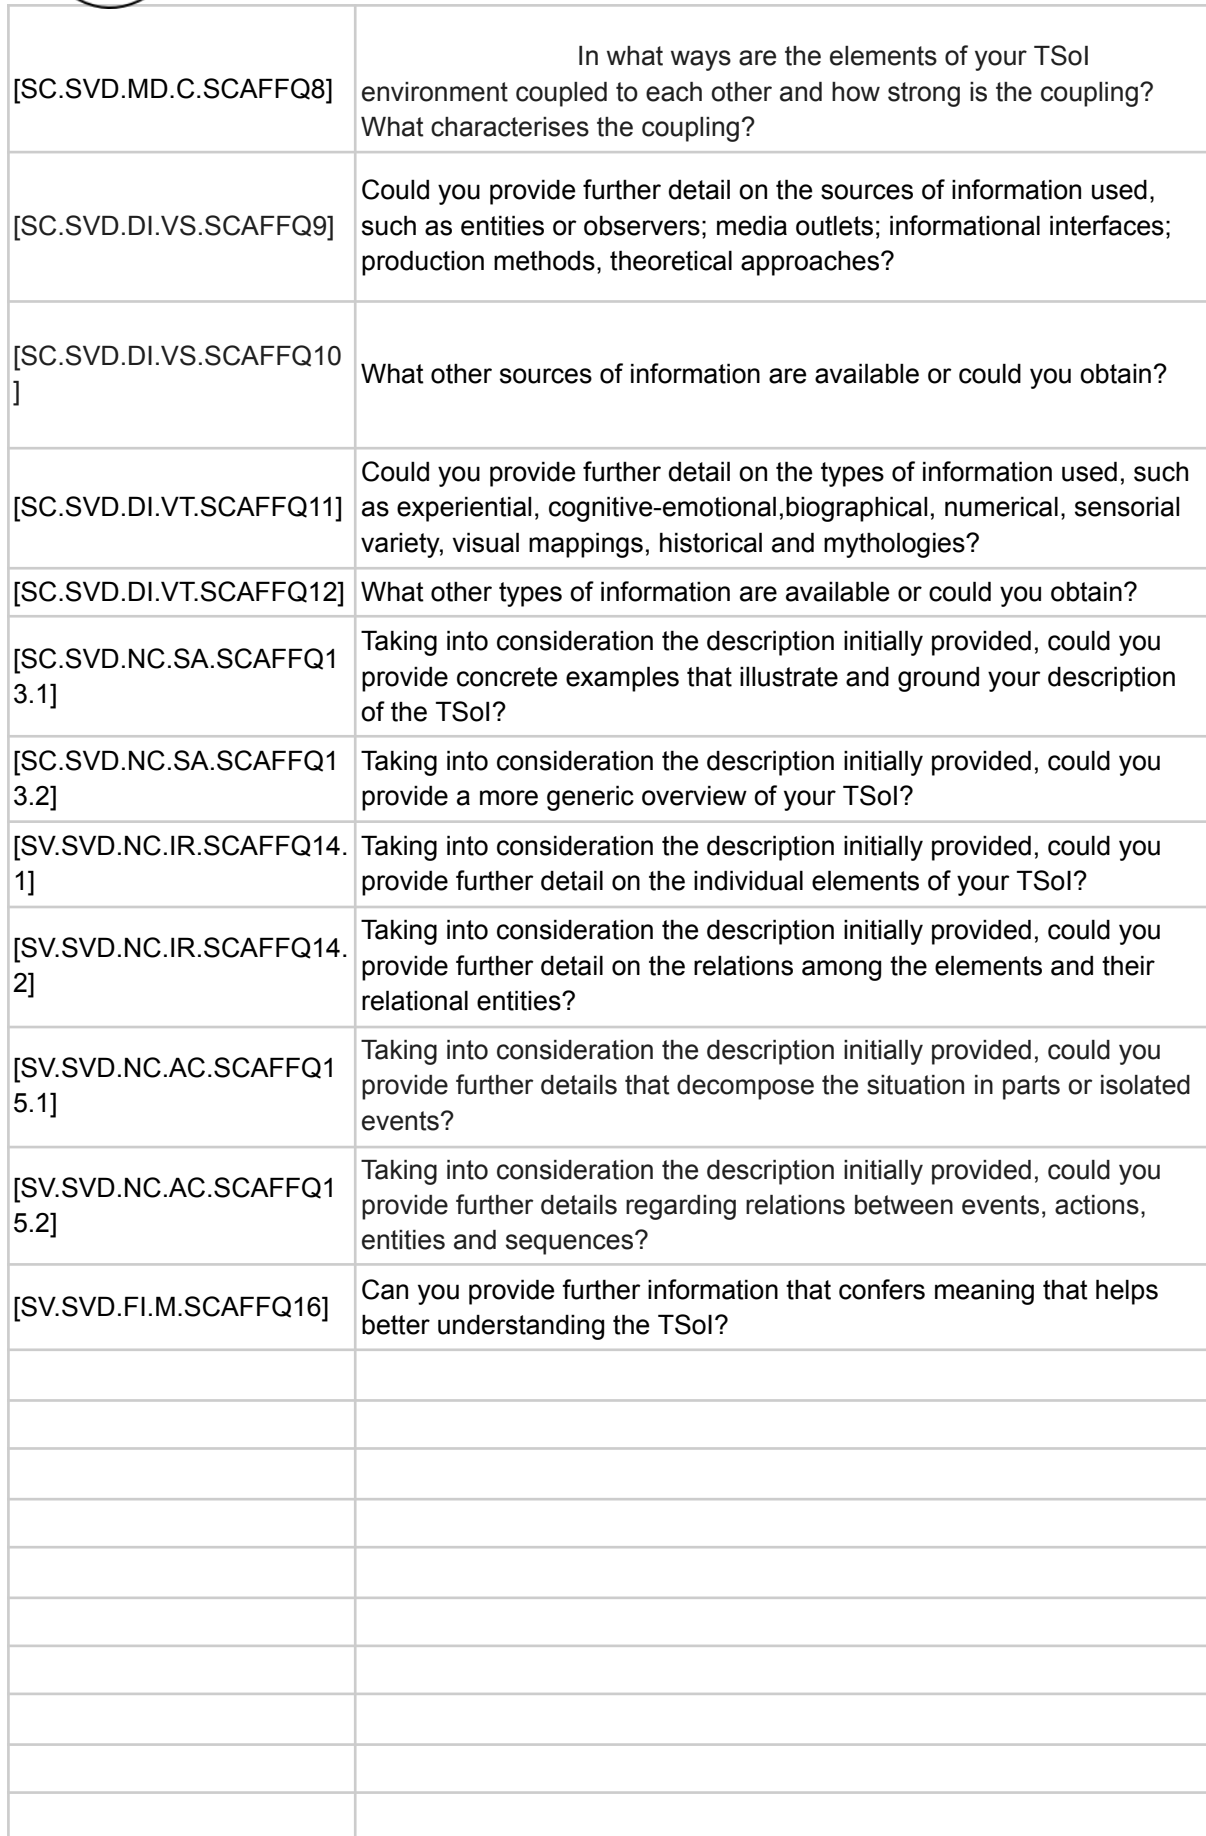 [SC.SVD.MD.C.SCAFFQ8]
In what ways are the elements of your TSoI
environment coupled to each other and how strong is the coupling?
What characterises the coupling?
[SC.SVD.DI.VS.SCAFFQ9]
Could you provide further detail on the sources of information used,
such as entities or observers; media outlets; informational interfaces;
production methods, theoretical approaches?
[SC.SVD.DI.VS.SCAFFQ10
]
What other sources of information are available or could you obtain?
[SC.SVD.DI.VT.SCAFFQ11]
Could you provide further detail on the types of information used, such
as experiential, cognitive-emotional,biographical, numerical, sensorial
variety, visual mappings, historical and mythologies?
[SC.SVD.DI.VT.SCAFFQ12]
What other types of information are available or could you obtain?
[SC.SVD.NC.SA.SCAFFQ1
3.1]
Taking into consideration the description initially provided, could you
provide concrete examples that illustrate and ground your description
of the TSoI?
[SC.SVD.NC.SA.SCAFFQ1
3.2]
Taking into consideration the description initially provided, could you
provide a more generic overview of your TSoI?
[SV.SVD.NC.IR.SCAFFQ14.
1]
Taking into consideration the description initially provided, could you
provide further detail on the individual elements of your TSoI?
[SV.SVD.NC.IR.SCAFFQ14.
2]
Taking into consideration the description initially provided, could you
provide further detail on the relations among the elements and their
relational entities?
[SV.SVD.NC.AC.SCAFFQ1
5.1]
Taking into consideration the description initially provided, could you
provide further details that decompose the situation in parts or isolated
events?
[SV.SVD.NC.AC.SCAFFQ1
5.2]
Taking into consideration the description initially provided, could you
provide further details regarding relations between events, actions,
entities and sequences?
[SV.SVD.FI.M.SCAFFQ16]
Can you provide further information that confers meaning that helps
better understanding the TSoI?